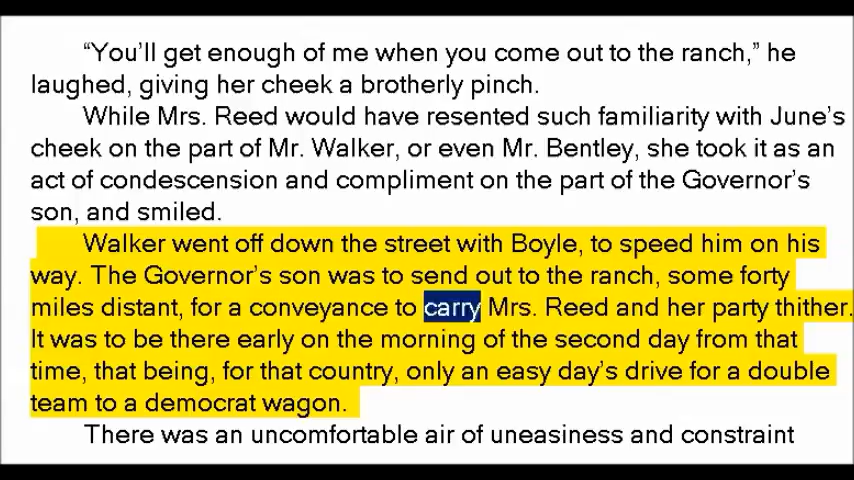 “You’ll get enough of me when you come out to the ranch,” he
laughed, giving her cheek a brotherly pinch.
While Mrs. Reed would have resented such familiarity with June’s
cheek on the part of Mr. Walker, or even Mr. Bentley, she took it as an
act of condescension and compliment on the part of the Governor’s
son, and smiled.
Walker went off down the street with Boyle, to speed him on his
way. The Governor’s son was to send out to the ranch, some forty
miles distant, for a conveyance to carry Mrs. Reed and her party thither.
It was to be there early on the morning of the second day from that
time, that being, for that country, only an easy day’s drive for a double
team to a democrat wagon.
There was an uncomfortable air of uneasiness and constraint